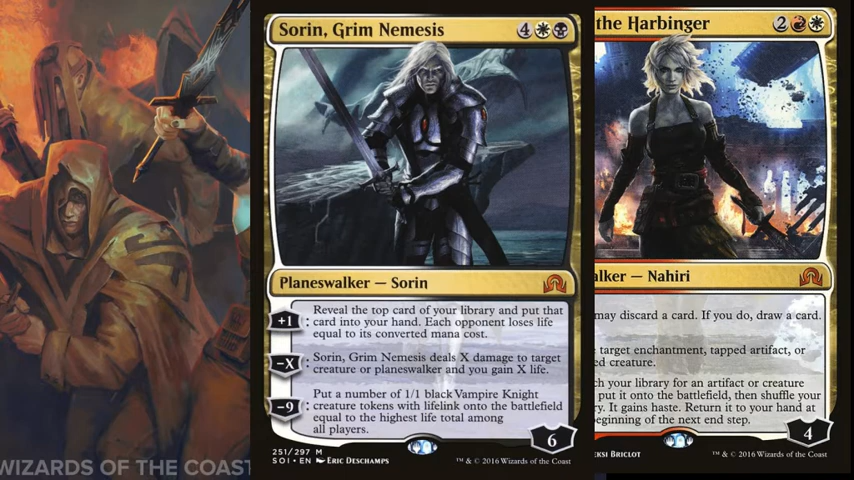 WIZARDS OF THE COAST
Sorin, Grim Nemesis 4
Planeswalker — Sorin
+1 : Reveal the top card of your library and put that
card into your hand. Each opponent loses life
equal to its converted mana cost.
-X : Sorin, Grim Nemesis deals X damage to target
creature or planeswalker and you gain X life.
Put a number of 1/1 black Vampire Knight
-9 : creature tokens with lifelink onto the battlefield
equal to the highest life total among
all players.
6
251/297 M
SOI • EN Eric Deschamps ™ & © 2016 Wizards of the Coast
the Harbinger 2
alker — Nahiri
may discard a card. If you do, draw a card.
target enchantment, tapped artifact, or
ed creature.
ch your library for an artifact or creature
put it onto the battlefield, then shuffle your
ry. It gains haste. Return it to your hand at
beginning of the next end step.
4
EKSI BRICLOT ™ & © 2016 Wizards of the Coast